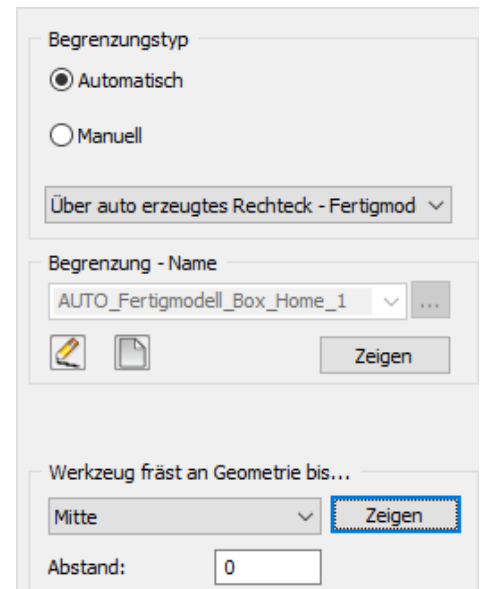 Begrenzungstyp
Automatisch
Manuell
Über auto erzeugtes Rechteck - Fertigmod
Begrenzung - Name
AUTO_Fertigmodell_Box_Home_1
...
Zeigen
Werkzeug fräst an Geometrie bis...
Mitte
Zeigen
Abstand:
0